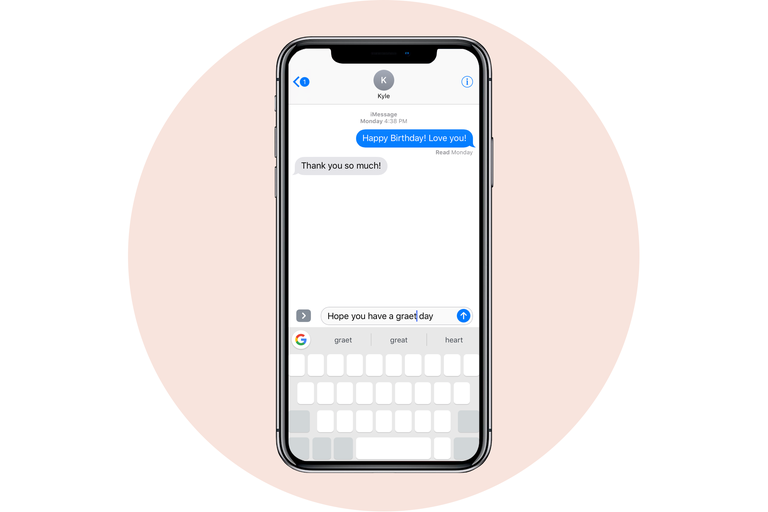 1
K
Kyle
iMessage
Monday 4:38 PM
Happy Birthday! Love you!
Read Monday
Thank you so much!
Hope you have a graet day
G
graet great heart